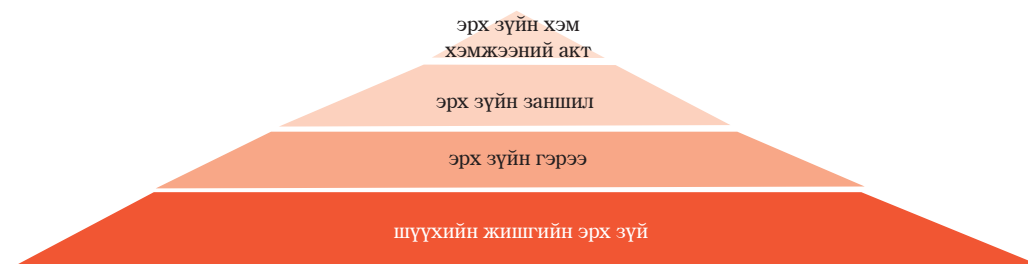 эрх зүйн хэм
хэмжээний акт
эрх зүйн заншил
эрх зүйн гэрээ
шүүхийн жишгийн эрх зүй